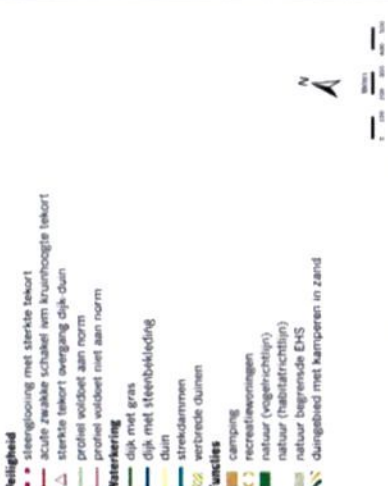 Veiligheid
steenglooiing met sterkte tekort
acute zwakke schakel ivm kruinhoogte tekort
sterkte tekort overgang dijk-duin
profiel voldoet aan norm
profiel voldoet niet aan norm
Waterkering
dijk met gras
dijk met steenbekleding
duin
strekdammen
verbrede duinen
Functies
camping
recreatiewoningen
natuur (vogelrichtlijn)
natuur (habitatrichtlijn)
natuur begrensde EHS
duingebied met kamperen in zand
N